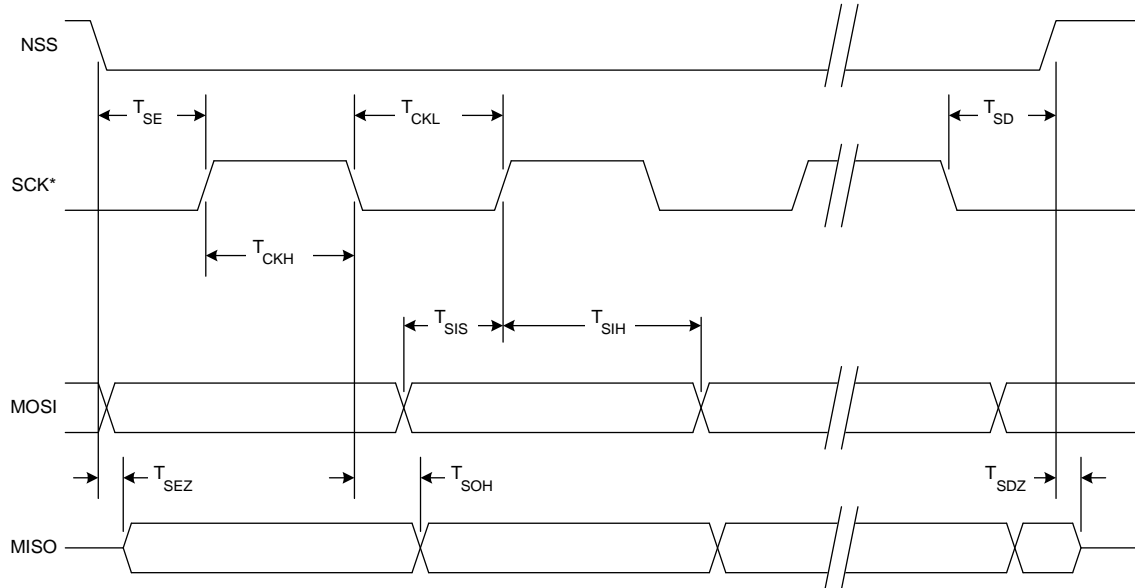 NSS
T_SE
T_CKL
T_SD
SCK*
T_CKH
T_SIS
T_SIH
MOSI
T_SEZ
T_SOH
T_SDZ
MISO